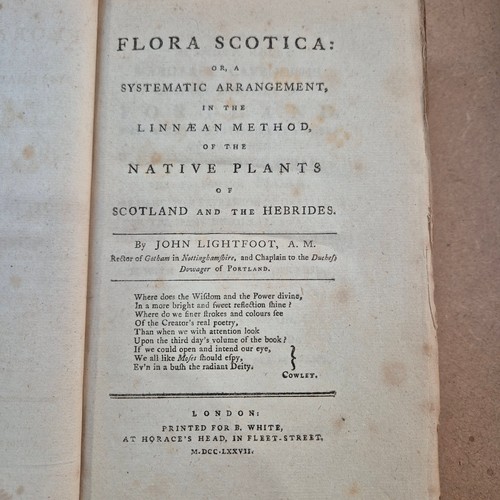 FLORA SCOTICA:
OR, A
SYSTEMATIC ARRANGEMENT,
IN THE
LINNÆAN METHOD,
OF THE
NATIVE PLANTS
OF
SCOTLAND AND THE HEBRIDES.
By JOHN LIGHTFOOT, A. M.
Rector of Gotham in Nottinghamſhire, and Chaplain to the Ducheſs
Dowager of PORTLAND.
Where does the Wiſdom and the Power divine,
In a more bright and ſweet reflection ſhine?
Where do we finer ſtrokes and colours ſee
Of the Creator's real poetry,
Than when we with attention look
Upon the third day's volume of the book?
If we could open and intend our eye,
We all like Moſes ſhould eſpy,
Ev'n in a buſh the radiant Deity.
COWLEY.
LONDON:
PRINTED FOR B. WHITE,
AT HORACE'S HEAD, IN FLEET-STREET.
M.DCC.LXXVII.